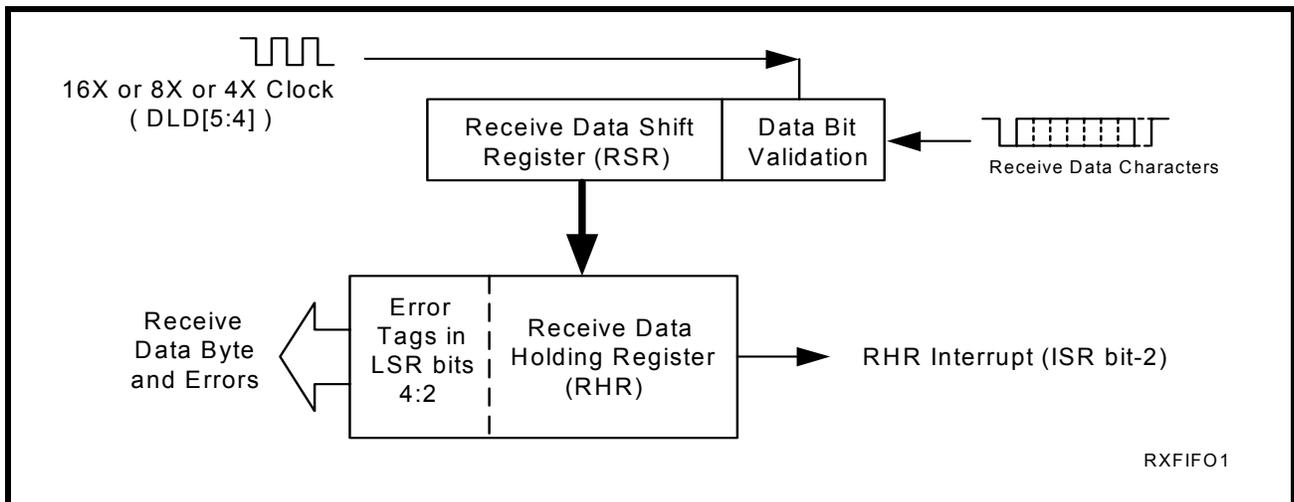 16X or 8X or 4X Clock
( DLD[5:4] )
Receive Data Shift
Register (RSR)
Data Bit
Validation
Receive Data Characters
Receive
Data Byte
and Errors
Error
Tags in
LSR bits
4:2
Receive Data
Holding Register
(RHR)
RHR Interrupt (ISR bit-2)
RXFIFO1